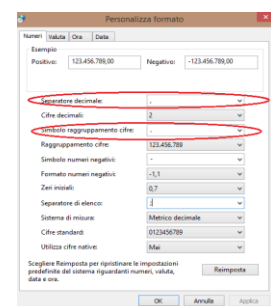 Personalizza formato
Numeri Valuta Ora Data
Esempio
Positivo: 123.456.789,00 Negativo: -123.456.789,00
Separatore decimale: ,
Cifre decimali: 2
Simbolo raggruppamento cifre: .
Raggruppamento cifre: 123.456.789
Simbolo numeri negativi: -
Formato numeri negativi: -1,1
Zeri iniziali: 0,7
Separatore di elenco: ;
Sistema di misura: Metrico decimale
Cifre standard: 0123456789
Utilizza cifre native: Mai
Scegliere Reimposta per ripristinare le impostazioni
predefinite del sistema riguardanti numeri, valuta,
data e ora.
Reimposta
OK Annulla Applica